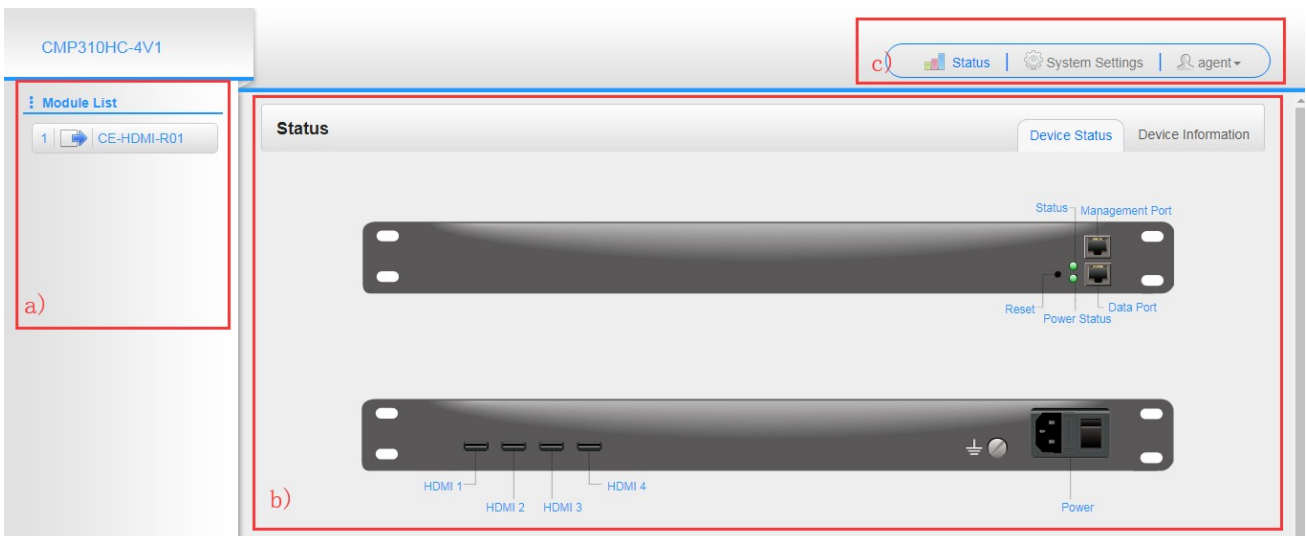 CMP310HC-4V1
c)
Status | System Settings | agent
Module List
1 CE-HDMI-R01
a)
Status
Device Status Device Information
Status Management Port
Reset Power Status Data Port
HDMI 1 HDMI 2 HDMI 3 HDMI 4
Power
b)